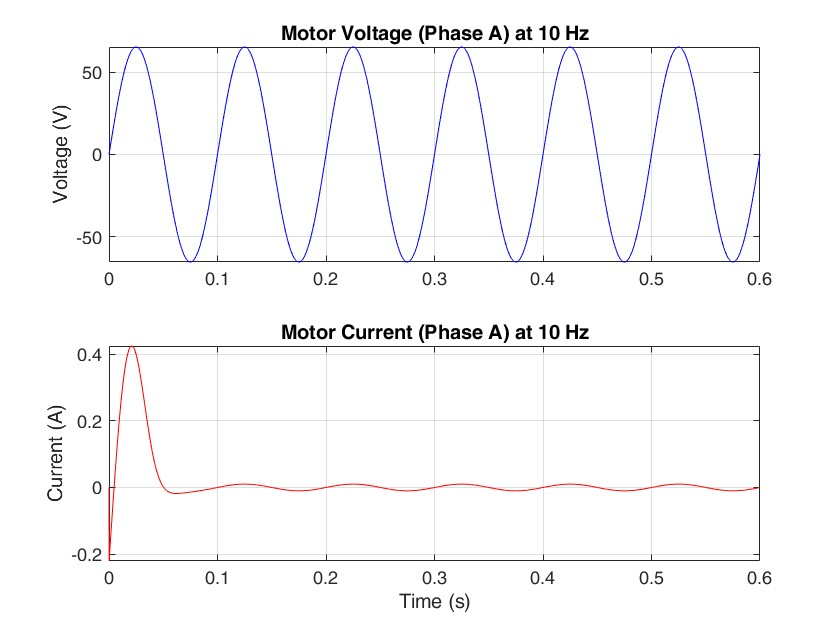 Motor Voltage (Phase A) at 10 Hz
50
0
-50
Voltage (V)
0 0.1 0.2 0.3 0.4 0.5 0.6
Motor Current (Phase A) at 10 Hz
0.4
0.2
0
-0.2
Current (A)
0 0.1 0.2 0.3 0.4 0.5 0.6
Time (s)